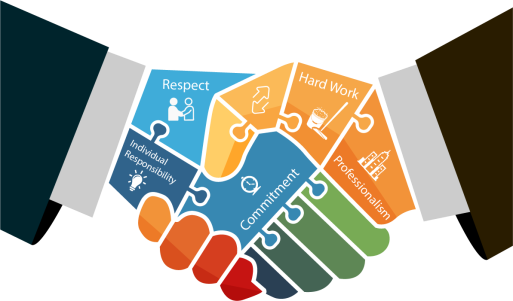 Respect
Hard Work
Individual
Responsibility
Commitment
Professionalism